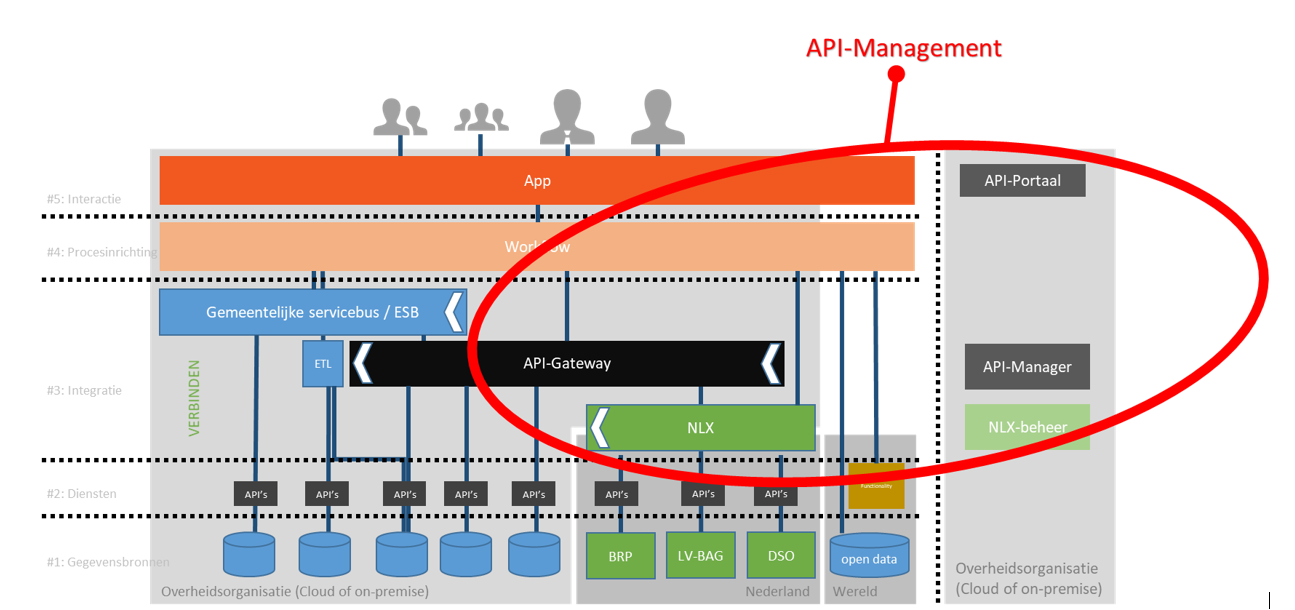 API-Management
App
API-Portaal
#5: Interactie
#4: Procesinrichting
Workflow
Gemeentelijke servicebus / ESB
ETL
API-Gateway
API-Manager
VERBINDEN
#3: Integratie
NLX
NLX-beheer
#2: Diensten
API's
API's
API's
API's
API's
API's
API's
API's
Functionality
#1: Gegevensbronnen
BRP
LV-BAG
DSO
open data
Overheidsorganisatie (Cloud of on-premise)
Nederland
Wereld
Overheidsorganisatie
(Cloud of on-premise)